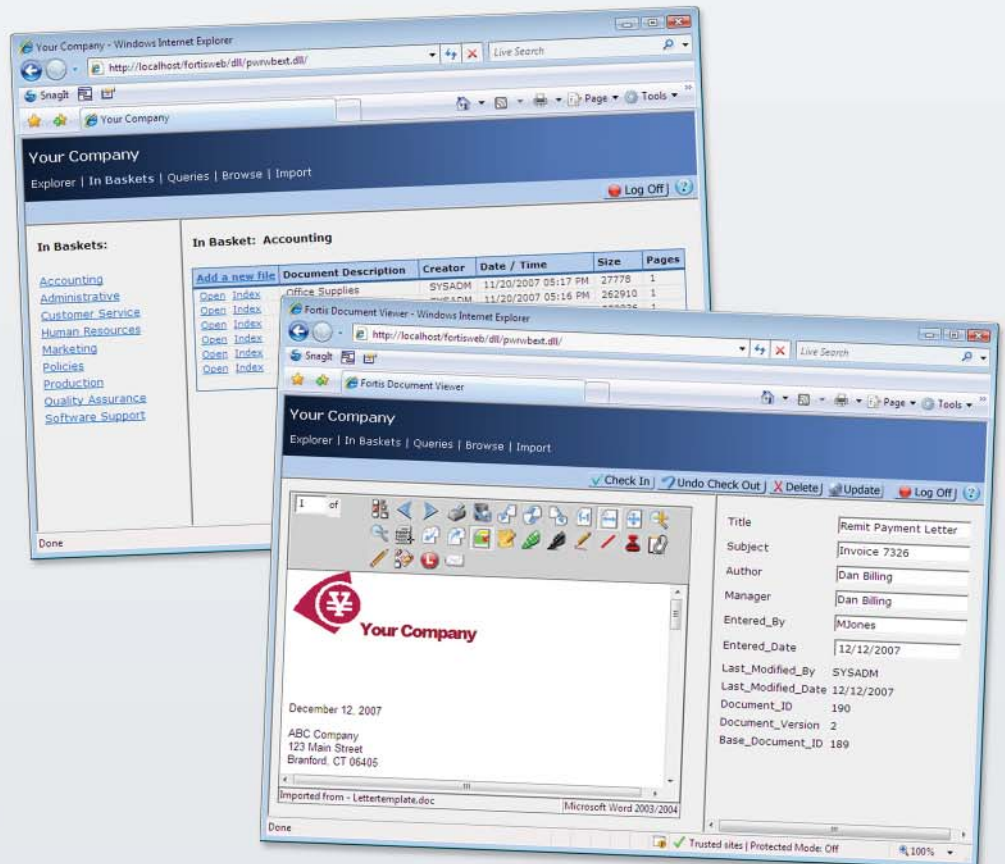 Your Company - Windows Internet Explorer
http://localhost/fortisweb/dll/pwrwbext.dll/
Live Search
SnagIt
Your Company
Page
Tools
Your Company
Explorer | In Baskets | Queries | Browse | Import
Log Off
In Baskets:
Accounting
Administrative
Customer Service
Human Resources
Marketing
Policies
Production
Quality Assurance
Software Support
In Basket: Accounting
Add a new file Document Description Creator Date / Time Size Pages
Open Index Office Supplies SYSADM 11/20/2007 05:17 PM 27778 1
Open Index SYSADM 11/20/2007 05:16 PM 262910 1
Open Index
Open Index
Open Index
Open Index
Done
Fortis Document Viewer - Windows Internet Explorer
http://localhost/fortisweb/dll/pwrwbext.dll/
Live Search
SnagIt
Fortis Document Viewer
Page
Tools
Your Company
Explorer | In Baskets | Queries | Browse | Import
Check In | Undo Check Out | Delete | Update | Log Off
1 of
Your Company
December 12, 2007
ABC Company
123 Main Street
Branford, CT 06405
Imported from - Lettertemplate.doc
Microsoft Word 2003/2004
Title Remit Payment Letter
Subject Invoice 7326
Author Dan Billing
Manager Dan Billing
Entered_By MJones
Entered_Date 12/12/2007
Last_Modified_By SYSADM
Last_Modified_Date 12/12/2007
Document_ID 190
Document_Version 2
Base_Document_ID 189
Done
Trusted sites | Protected Mode: Off
100%